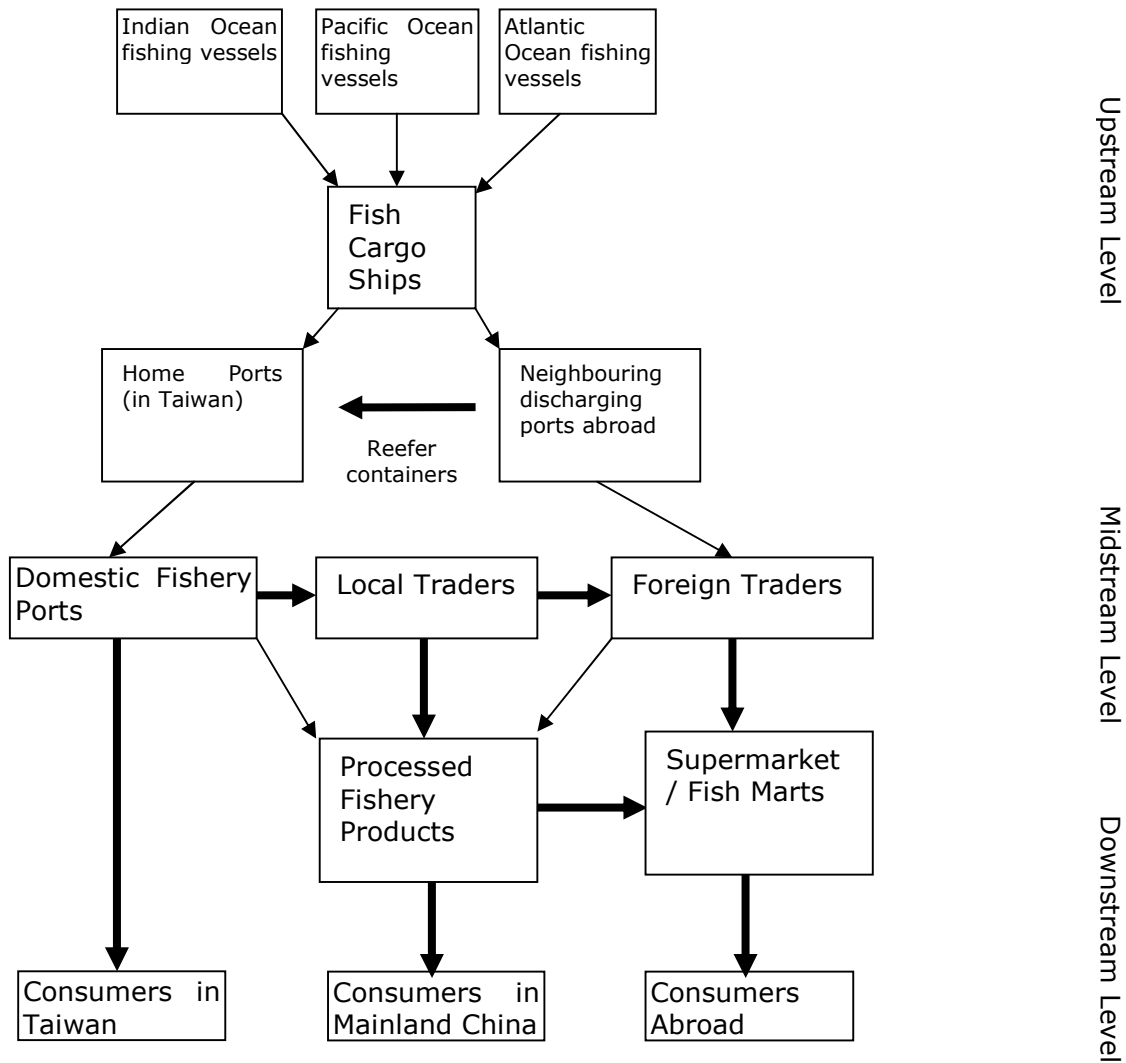 Indian Ocean
fishing vessels
Pacific Ocean
fishing
vessels
Atlantic
Ocean fishing
vessels
Upstream Level
Fish
Cargo
Ships
Home Ports
(in Taiwan)
Reefer
containers
Neighbouring
discharging
ports abroad
Midstream Level
Domestic Fishery
Ports
Local Traders
Foreign Traders
Processed
Fishery
Products
Supermarket
/ Fish Marts
Downstream Level
Consumers in
Taiwan
Consumers in
Mainland China
Consumers
Abroad